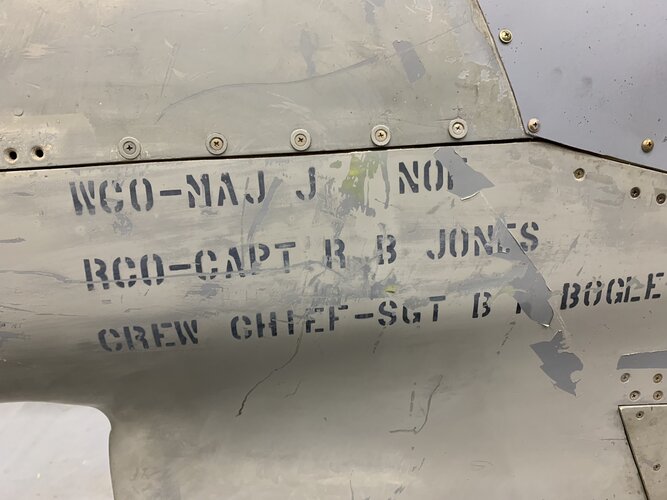 WCO-MAJ J
RCO-CAPT R B JONES
CREW CHIEF-SGT B BOGLE